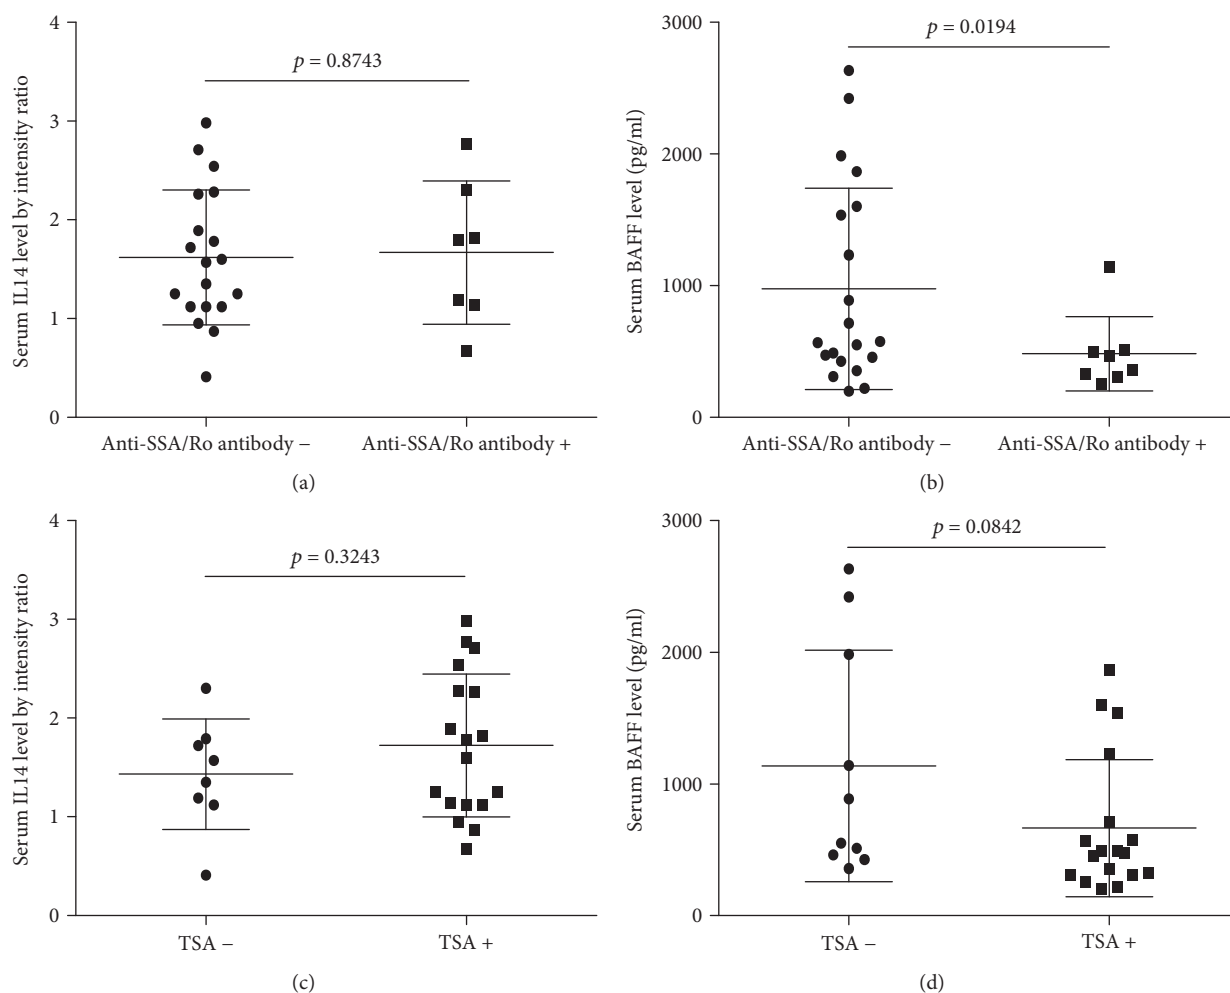 4
3
2
1
0
Serum IL14 level by intensity ratio
p = 0.8743
Anti-SSA/Ro antibody −
Anti-SSA/Ro antibody +
(a)
3000
2000
1000
0
Serum BAFF level (pg/ml)
p = 0.0194
Anti-SSA/Ro antibody −
Anti-SSA/Ro antibody +
(b)
4
3
2
1
0
Serum IL14 level by intensity ratio
p = 0.3243
TSA −
TSA +
(c)
3000
2000
1000
0
Serum BAFF level (pg/ml)
p = 0.0842
TSA −
TSA +
(d)